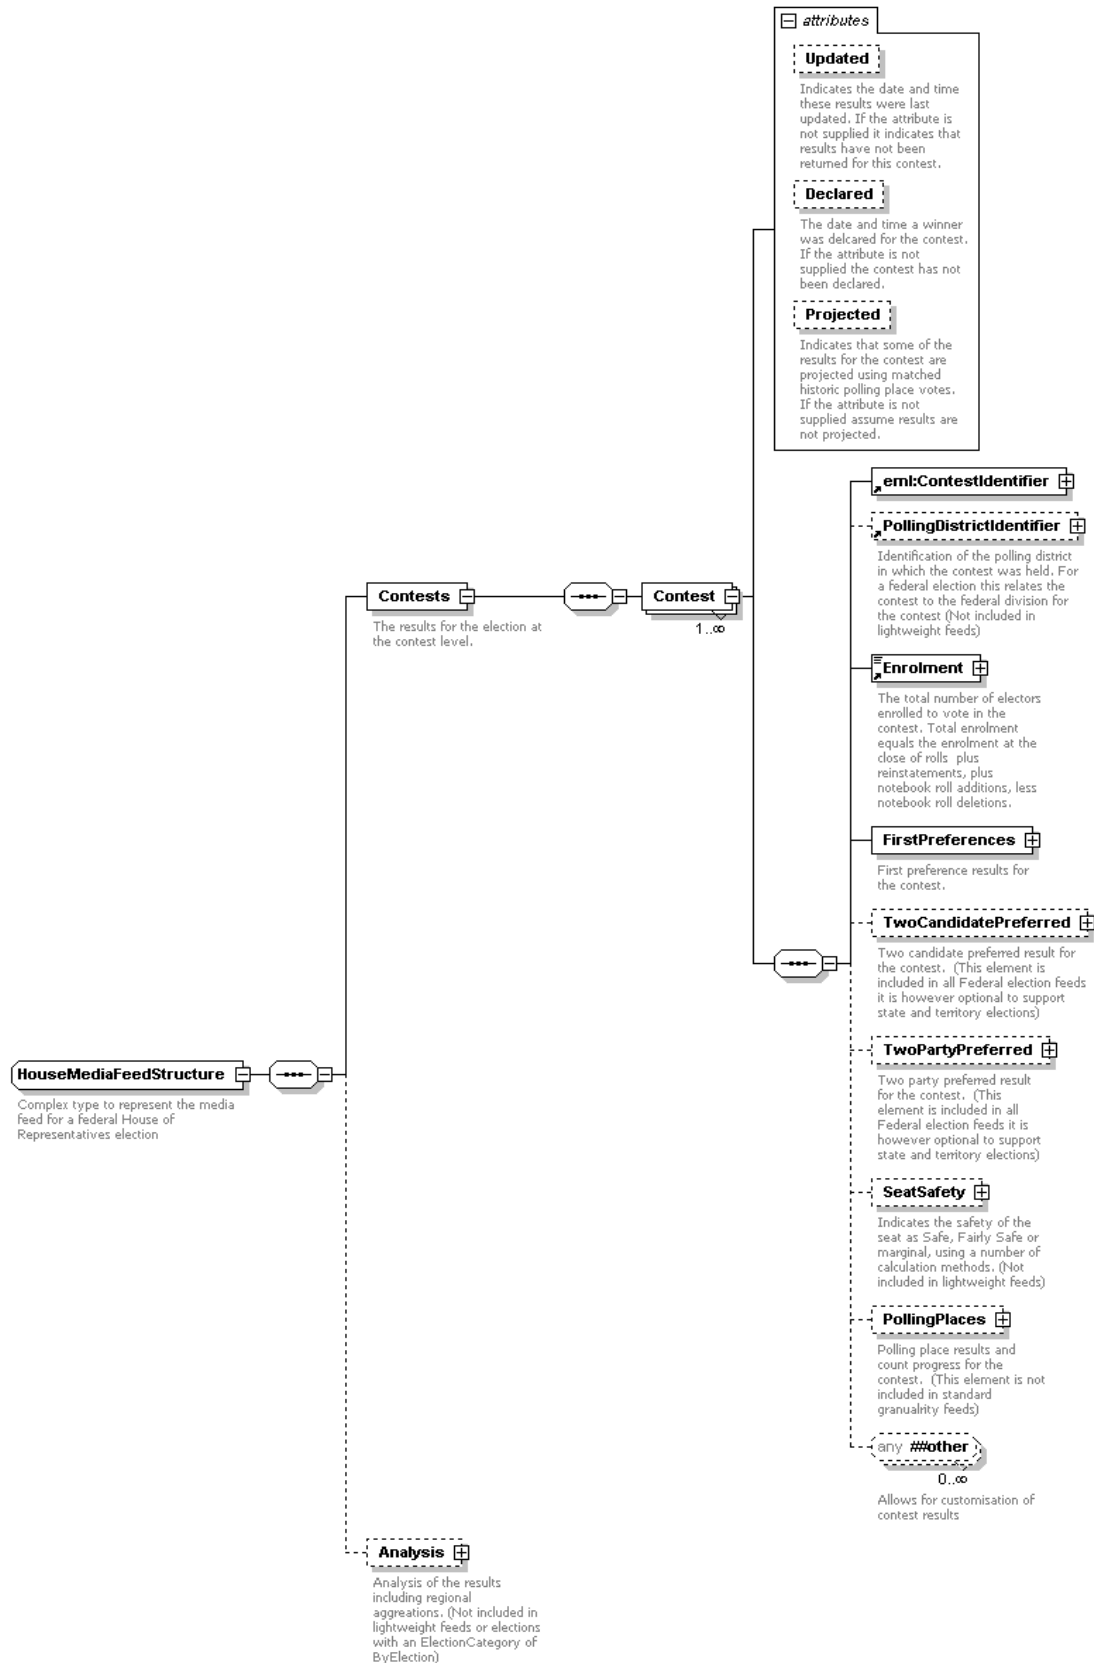 attributes
Updated
Indicates the date and time
these results were last
updated. If the attribute is
not supplied it indicates that
results have not been
returned for this contest.
Declared
The date and time a winner
was delcared for the contest.
If the attribute is not
supplied the contest has not
been declared.
Projected
Indicates that some of the
results for the contest are
projected using matched
historic polling place votes.
If the attribute is not
supplied assume results are
not projected.
eml:ContestIdentifier
PollingDistrictIdentifier
Identification of the polling district
in which the contest was held. For
a federal election this relates the
contest to the federal division for
the contest (Not included in
lightweight feeds)
Contests
The results for the election at
the contest level.
Contest
1..∞
Enrolment
The total number of electors
enrolled to vote in the
contest. Total enrolment
equals the enrolment at the
close of rolls plus
reinstatements, plus
notebook roll additions, less
notebook roll deletions.
FirstPreferences
First preference results for
the contest.
TwoCandidatePreferred
Two candidate preferred result for
the contest. (This element is
included in all Federal election feeds
it is however optional to support
state and territory elections)
HouseMediaFeedStructure
Complex type to represent the media
feed for a federal House of
Representatives election
TwoPartyPreferred
Two party preferred result
for the contest. (This
element is included in all
Federal election feeds it is
however optional to support
state and territory elections)
SeatSafety
Indicates the safety of the
seat as Safe, Fairly Safe or
marginal, using a number of
calculation methods. (Not
included in lightweight feeds)
PollingPlaces
Polling place results and
count progress for the
contest. (This element is not
included in standard
granualrity feeds)
any ##other
0..∞
Allows for customisation of
contest results
Analysis
Analysis of the results
including regional
aggreations. (Not included in
lightweight feeds or elections
with an ElectionCategory of
ByElection)